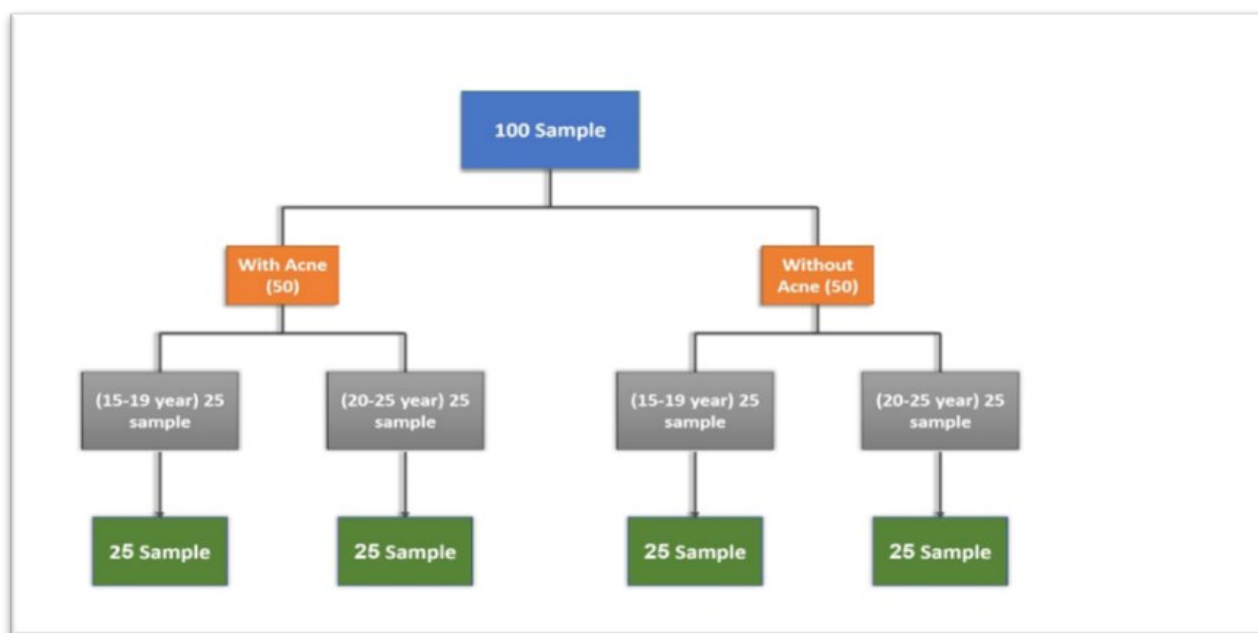 100 Sample
With Acne
(50)
Without
Acne (50)
(15-19 year) 25
sample
(20-25 year) 25
sample
(15-19 year) 25
sample
(20-25 year) 25
sample
25 Sample
25 Sample
25 Sample
25 Sample